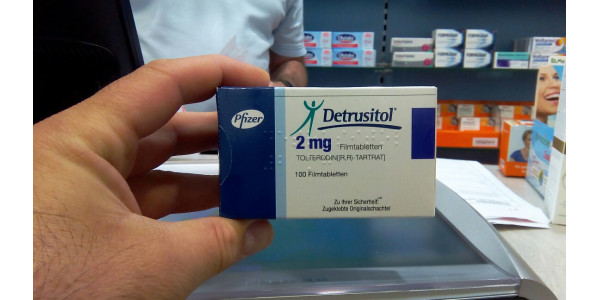 Pfizer
Detrusitol®
2 mg Filmtabletten
TOLTERODIN[(R,R)-TARTRAT]
100 Filmtabletten
Zu Ihrer Sicherheit:
Zugeklebte Originalschachtel